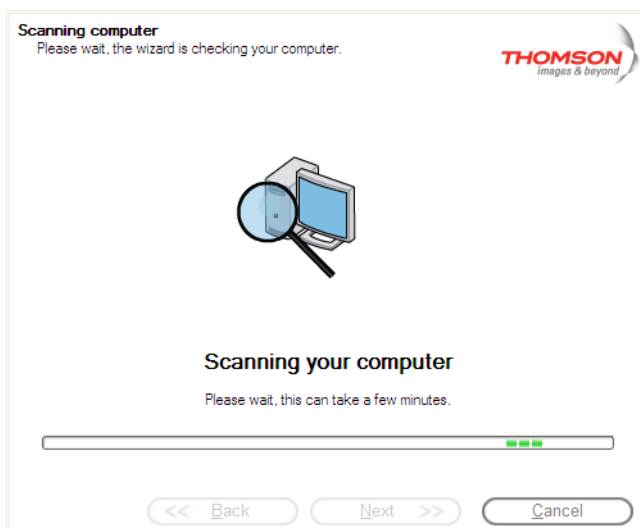 Scanning computer
Please wait, the wizard is checking your computer.
THOMSON
images & beyond
Scanning your computer
Please wait, this can take a few minutes.
<< Back
Next >>
Cancel